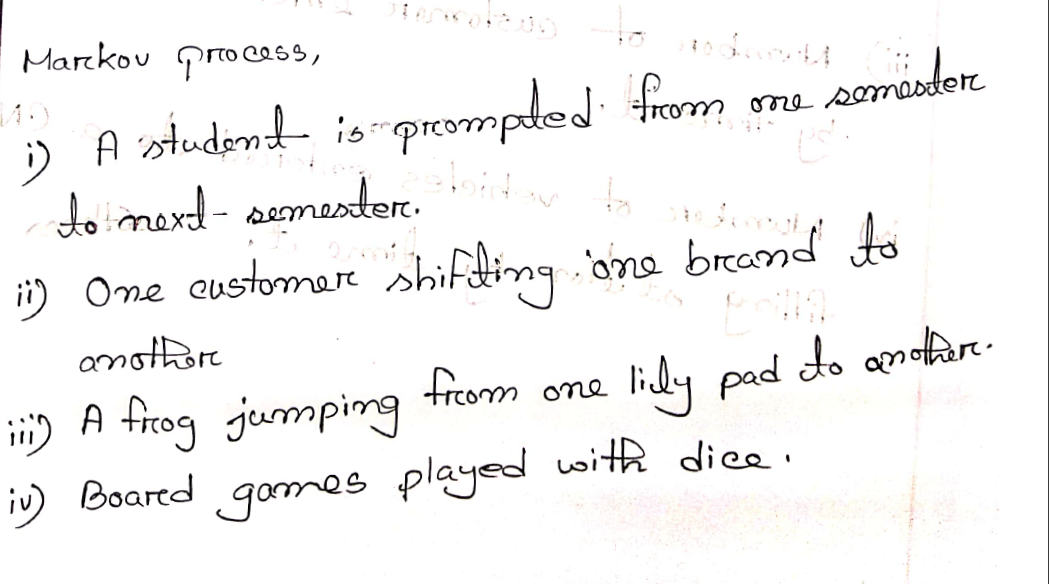 Markov process,
i) A student is prompted from one semester
to next semester.
ii) One customer shifting one brand to
another
iii) A frog jumping from one lily pad to another.
iv) Boared games played with dice.